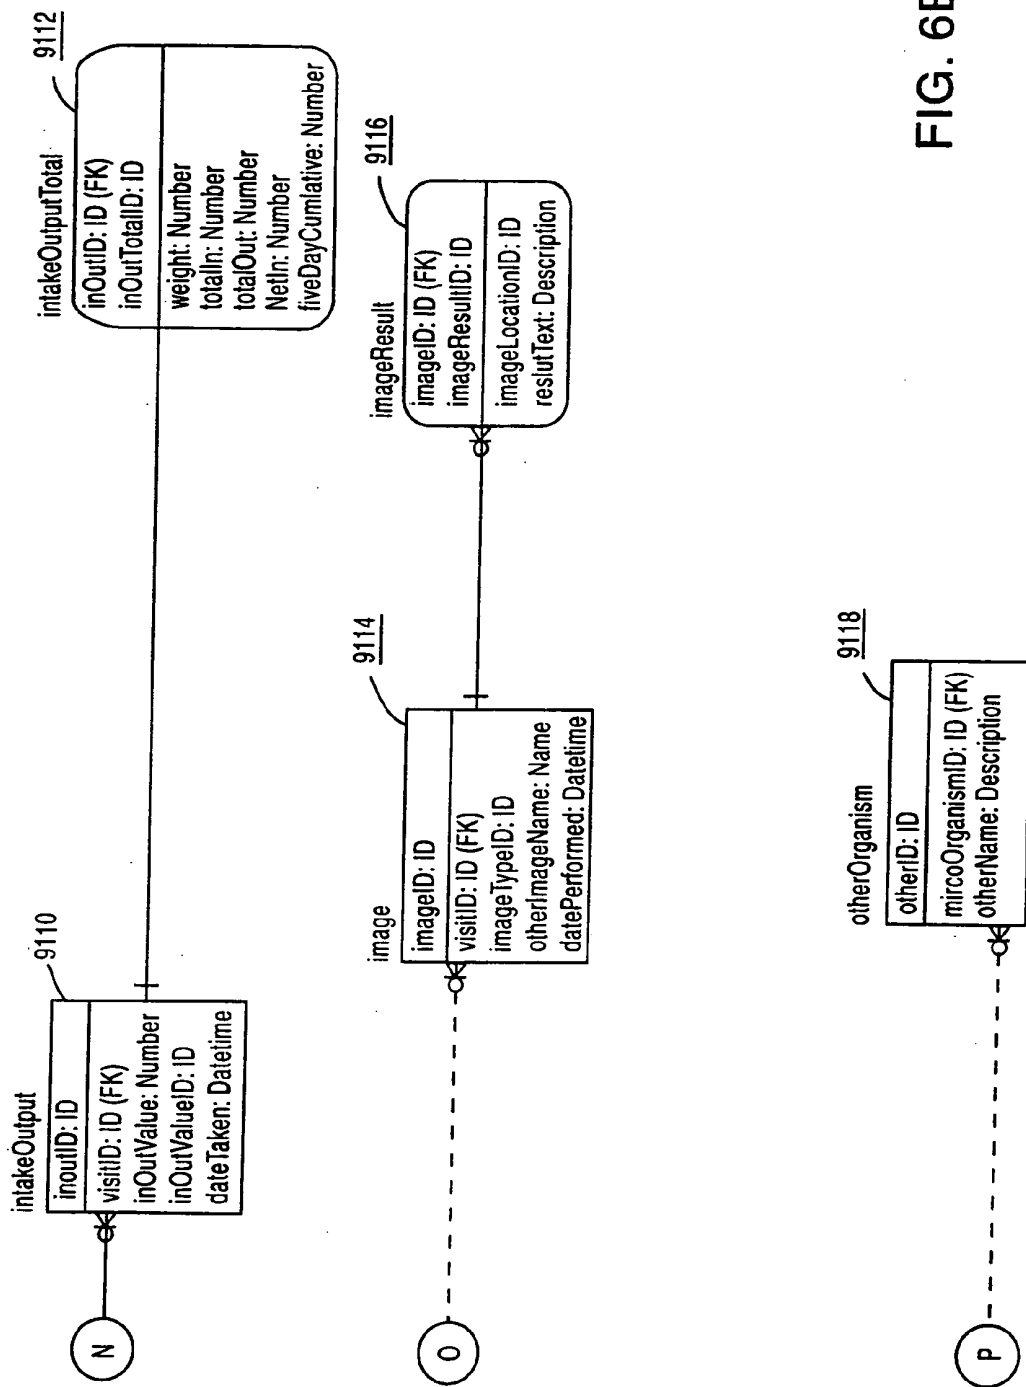 intakeOutput
9110
inoutID: ID
visitID: ID (FK)
inOutValue: Number
inOutValueID: ID
dateTaken: Datetime
N
intakeOutputTotal
9112
inOutID: ID (FK)
inOutTotalID: ID
weight: Number
totalIn: Number
totalOut: Number
NetIn: Number
fiveDayCumlative: Number
image
9114
imageID: ID
visitID: ID (FK)
imageTypeID: ID
otherImageName: Name
datePerformed: Datetime
O
imageResult
9116
imageID: ID (FK)
imageResultID: ID
imageLocationID: ID
reslutText: Description
otherOrganism
9118
otherID: ID
mircoOrganismID: ID (FK)
otherName: Description
P
FIG. 6